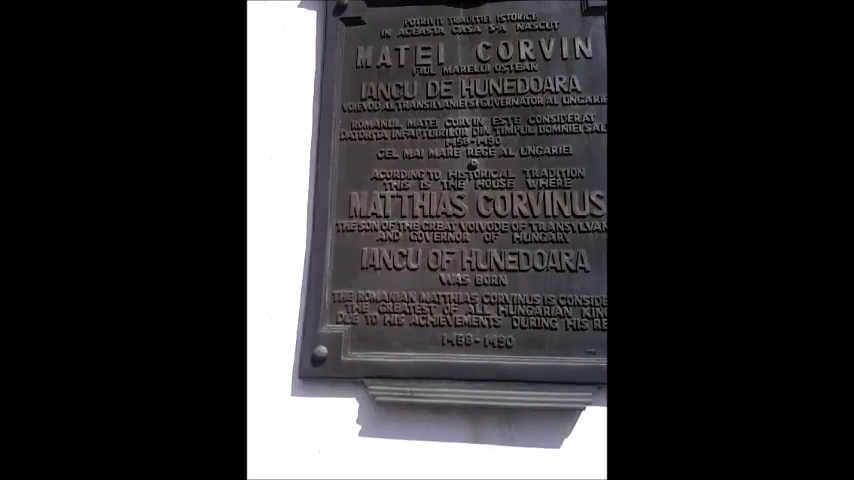 POTRIVIT TRADITIEI ISTORICE
IN ACEASTA CASA S-A NASCUT
MATEI CORVIN
FIUL MARELUI OSTEAN
IANCU DE HUNEDOARA
VOIEVOD AL TRANSILVANIEI SI GUVERNATOR AL UNGARIEI
ROMANUL MATEI CORVIN ESTE CONSIDERAT
DATORITA INFAPTUIRILOR DIN TIMPUL DOMNIEI SALE
1458-1490
CEL MAI MARE REGE AL UNGARIEI
ACCORDING TO HISTORICAL TRADITION
THIS IS THE HOUSE WHERE
MATTHIAS CORVINUS
THE SON OF THE GREAT VOIVODE OF TRANSYLVAN
AND GOVERNOR OF HUNGARY
IANCU OF HUNEDOARA
WAS BORN
THE ROMANIAN MATTHIAS CORVINUS IS CONSIDE
THE GREATEST OF ALL HUNGARIAN KIN
DUE TO HIS ACHIEVEMENTS DURING HIS RE
1458-1490